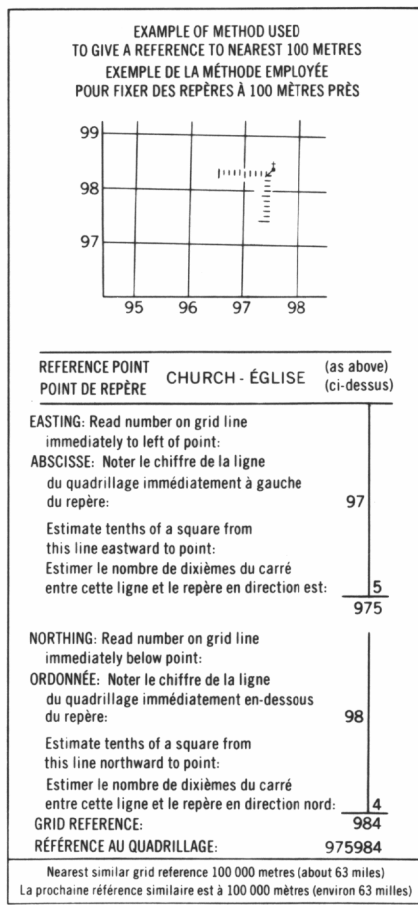 EXAMPLE OF METHOD USED
TO GIVE A REFERENCE TO NEAREST 100 METRES
EXEMPLE DE LA MÉTHODE EMPLOYÉE
POUR FIXER DES REPÈRES À 100 MÈTRES PRÈS
99
98
97
95 96 97 98
REFERENCE POINT
POINT DE REPÈRE
CHURCH - ÉGLISE
(as above)
(ci-dessus)
EASTING: Read number on grid line
immediately to left of point:
ABSCISSE: Noter le chiffre de la ligne
du quadrillage immédiatement à gauche
du repère: 97
Estimate tenths of a square from
this line eastward to point:
Estimer le nombre de dixièmes du carré
entre cette ligne et le repère en direction est: 5
975
NORTHING: Read number on grid line
immediately below point:
ORDONNÉE: Noter le chiffre de la ligne
du quadrillage immédiatement en-dessous
du repère: 98
Estimate tenths of a square from
this line northward to point:
Estimer le nombre de dixièmes du carré
entre cette ligne et le repère en direction nord: 4
GRID REFERENCE: 984
RÉFÉRENCE AU QUADRILLAGE: 975984
Nearest similar grid reference 100 000 metres (about 63 miles)
La prochaine référence similaire est à 100 000 mètres (environ 63 milles)